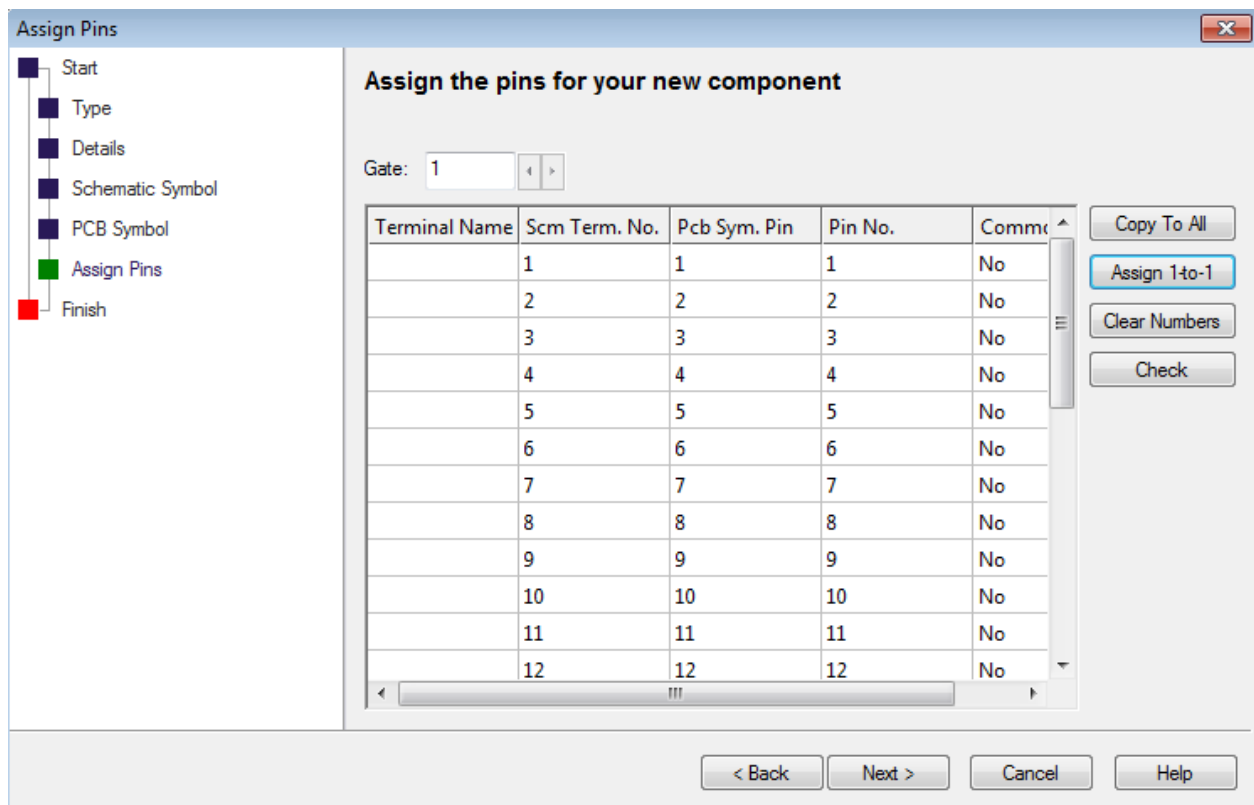 Assign Pins
Start
Type
Details
Schematic Symbol
PCB Symbol
Assign Pins
Finish
Assign the pins for your new component
Gate: 1
Terminal Name Scm Term. No. Pcb Sym. Pin Pin No. Commo
1 1 1 No
2 2 2 No
3 3 3 No
4 4 4 No
5 5 5 No
6 6 6 No
7 7 7 No
8 8 8 No
9 9 9 No
10 10 10 No
11 11 11 No
12 12 12 No
Copy To All
Assign 1-to-1
Clear Numbers
Check
< Back Next > Cancel Help